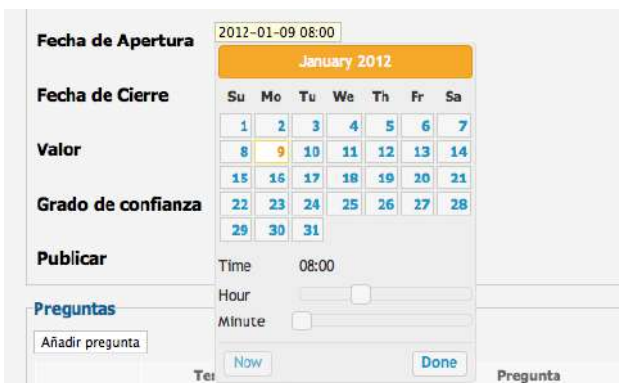 Fecha de Apertura 2012-01-09 08:00
January 2012
Fecha de Cierre
Su Mo Tu We Th Fr Sa
1 2 3 4 5 6 7
Valor
8 9 10 11 12 13 14
15 16 17 18 19 20 21
Grado de confianza
22 23 24 25 26 27 28
29 30 31
Publicar
Time 08:00
Hour
Preguntas
Minute
Añadir pregunta
Now Done
Pregunta